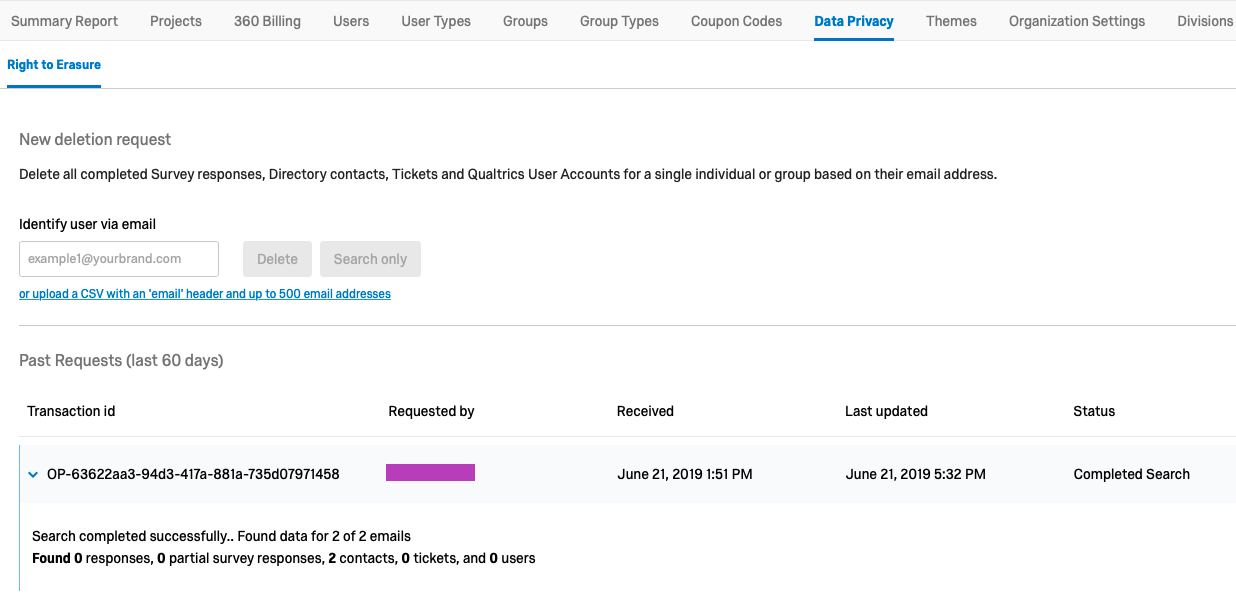 Summary Report Projects 360 Billing Users User Types Groups Group Types Coupon Codes Data Privacy Themes Organization Settings Divisions
Right to Erasure
New deletion request
Delete all completed Survey responses, Directory contacts, Tickets and Qualtrics User Accounts for a single individual or group based on their email address.
Identify user via email
example1@yourbrand.com Delete Search only
or upload a CSV with an 'email' header and up to 500 email addresses
Past Requests (last 60 days)
Transaction id Requested by Received Last updated Status
OP-63622aa3-94d3-417a-881a-735d07971458 June 21, 2019 1:51 PM June 21, 2019 5:32 PM Completed Search
Search completed successfully.. Found data for 2 of 2 emails
Found 0 responses, 0 partial survey responses, 2 contacts, 0 tickets, and 0 users